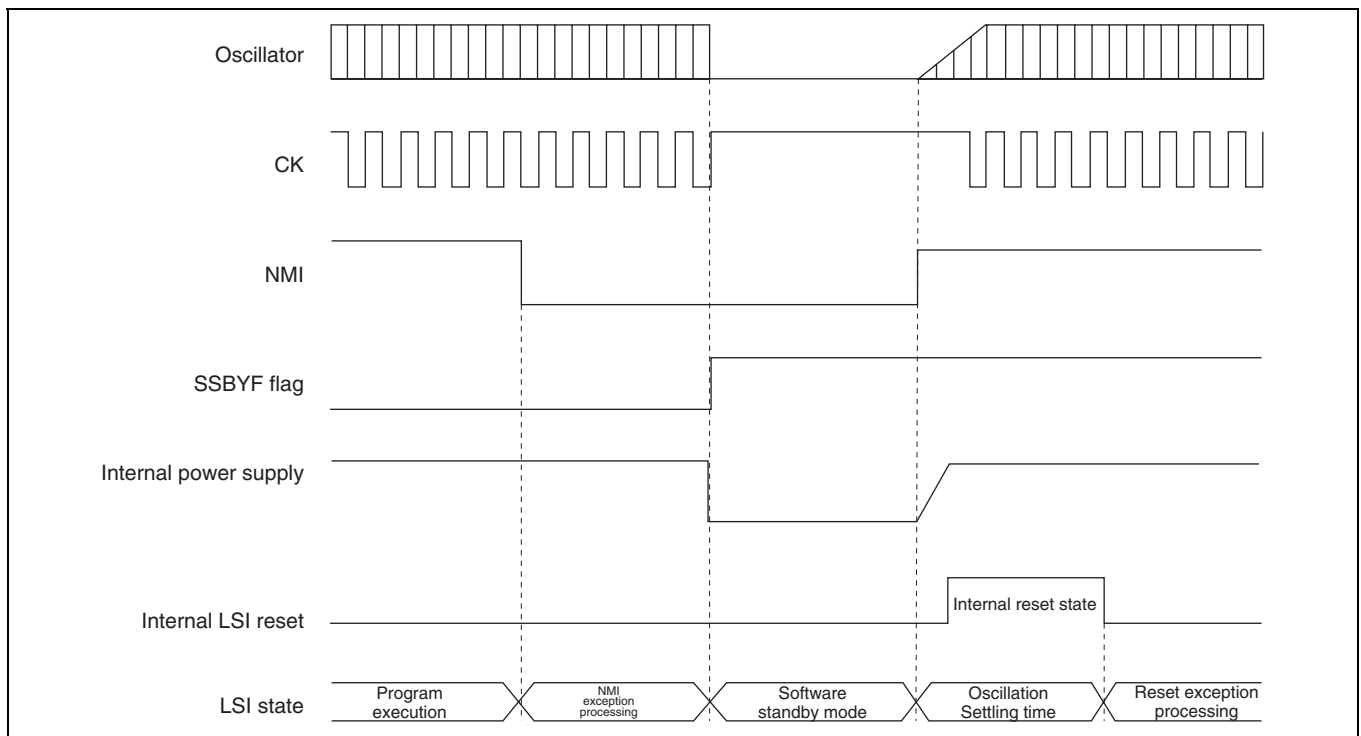 Oscillator
CK
NMI
SSBYF flag
Internal power supply
Internal LSI reset
Internal reset state
LSI state
Program
execution
NMI
exception
processing
Software
standby mode
Oscillation
Settling time
Reset exception
processing